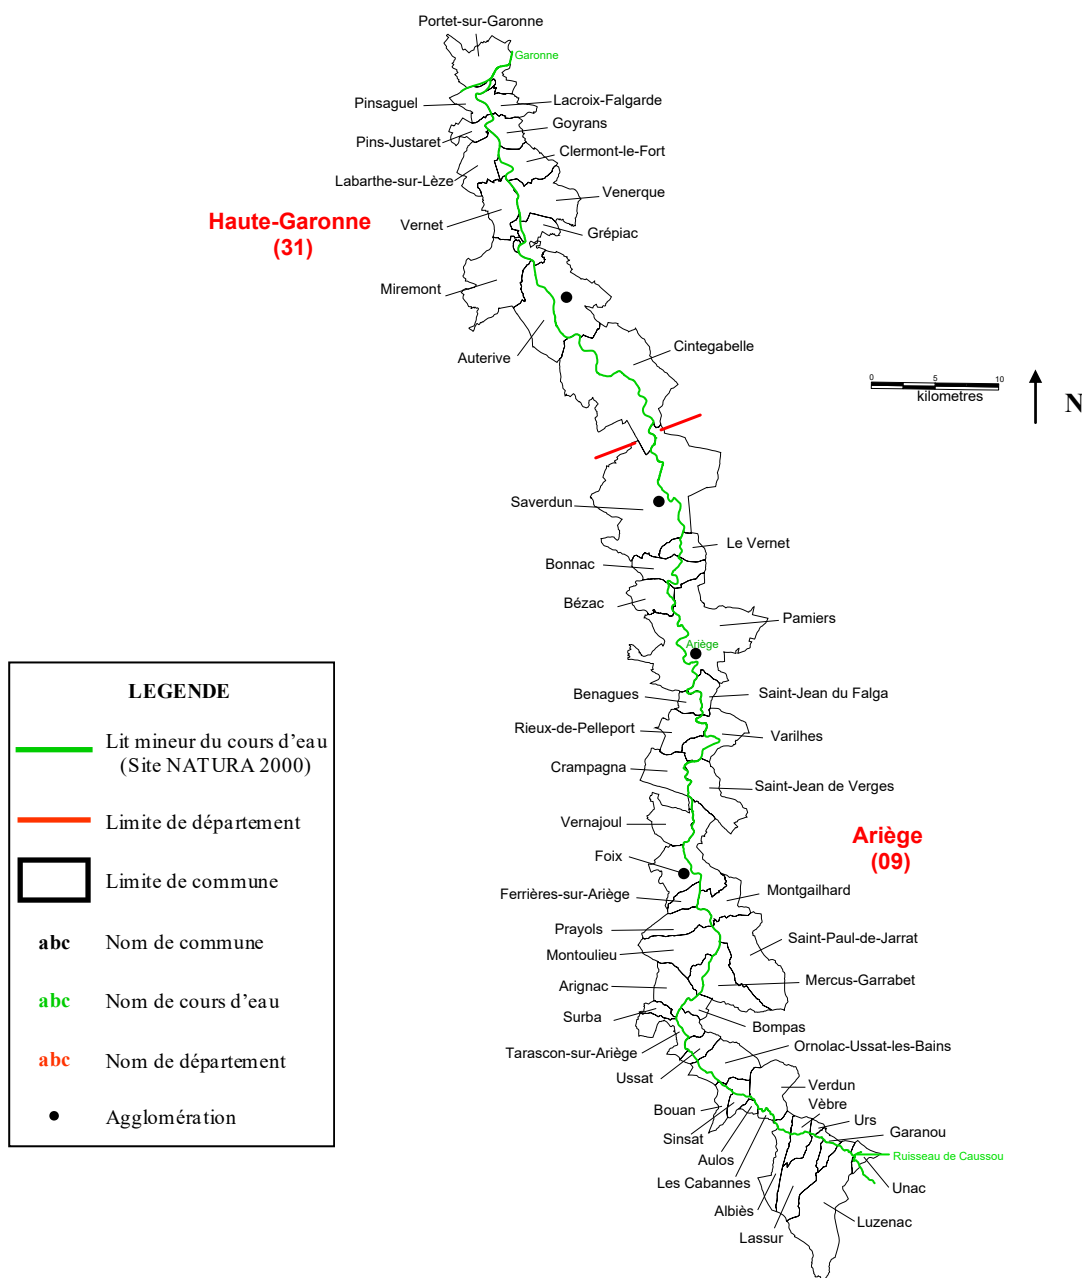 Portet-sur-Garonne
Garonne
Pinsaguel
Lacroix-Falgarde
Goyrans
Pins-Justaret
Clermont-le-Fort
Labarthe-sur-Lèze
Venerque
Haute-Garonne
(31)
Vernet
Grépiac
Miremont
Auterive
Cintegabelle
0 5 10
kilometres
N
Saverdun
Le Vernet
Bonnac
Bézac
Pamiers
Ariège
Benagues
Saint-Jean du Falga
Rieux-de-Pelleport
Varilhes
Crampagna
Saint-Jean de Verges
Vernajoul
Ariège
(09)
Foix
Ferrières-sur-Ariège
Montgailhard
Prayols
Saint-Paul-de-Jarrat
Montoulieu
Arignac
Mercus-Garrabet
Surba
Bompas
Tarascon-sur-Ariège
Ornolac-Ussat-les-Bains
Ussat
Verdun
Bouan
Vèbre
Urs
Sinsat
Garanou
Aulos
Ruisseau de Caussou
Les Cabannes
Unac
Albiès
Luzenac
Lassur
LEGENDE
Lit mineur du cours d'eau
(Site NATURA 2000)
Limite de département
Limite de commune
abc Nom de commune
abc Nom de cours d'eau
abc Nom de département
Agglomération